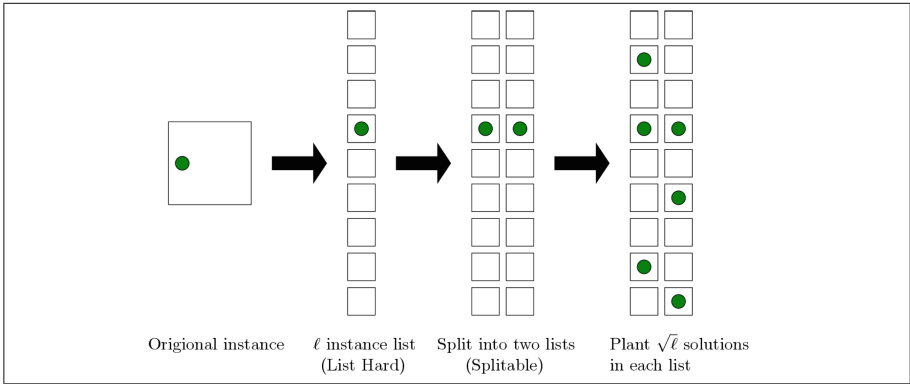 Origional instance
ℓ instance list
(List Hard)
Split into two lists
(Splitable)
Plant √ℓ solutions
in each list